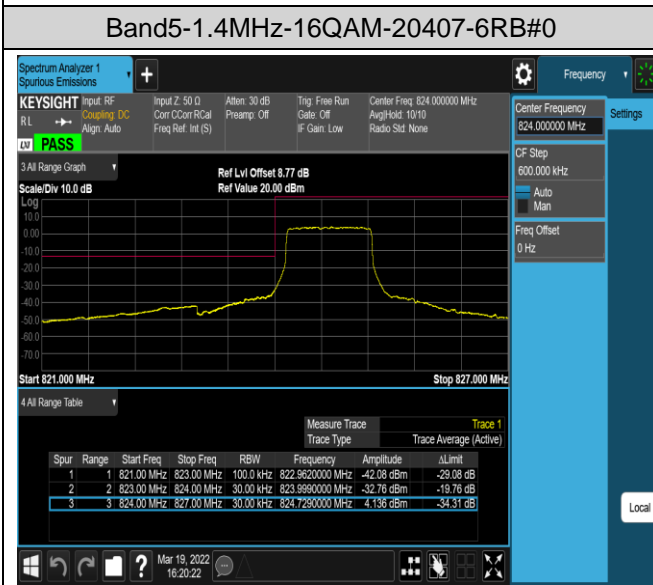 Band5-1.4MHz-16QAM-20407-6RB#0
Spectrum Analyzer 1
Spurious Emissions
+
Frequency
KEYSIGHT
RL
Align: Auto
LXI
PASS
Input: RF
Coupling: DC
Input Z: 50 Ω
Corr CCorr RCal
Freq Ref: Int (S)
Atten: 30 dB
Preamp: Off
Trig: Free Run
Gate: Off
IF Gain: Low
Center Freq: 824.000000 MHz
Avg|Hold: 10/10
Radio Std: None
Center Frequency
824.000000 MHz
Settings
CF Step
600.000 kHz
Auto
Man
Freq Offset
0 Hz
3 All Range Graph
Scale/Div 10.0 dB
Ref Lvl Offset 8.77 dB
Ref Value 20.00 dBm
Log
10.0
0.00
-10.0
-20.0
-30.0
-40.0
-50.0
-60.0
-70.0
Start 821.000 MHz
Stop 827.000 MHz
4 All Range Table
Measure Trace Trace 1
Trace Type Trace Average (Active)
Spur Range Start Freq Stop Freq RBW Frequency Amplitude ΔLimit
1 1 821.00 MHz 823.00 MHz 100.0 kHz 822.9620000 MHz -42.08 dBm -29.08 dB
2 2 823.00 MHz 824.00 MHz 30.00 kHz 823.9990000 MHz -32.76 dBm -19.76 dB
3 3 824.00 MHz 827.00 MHz 30.00 kHz 824.7290000 MHz 4.136 dBm -34.31 dB
Local
?
Mar 19, 2022
16:20:22